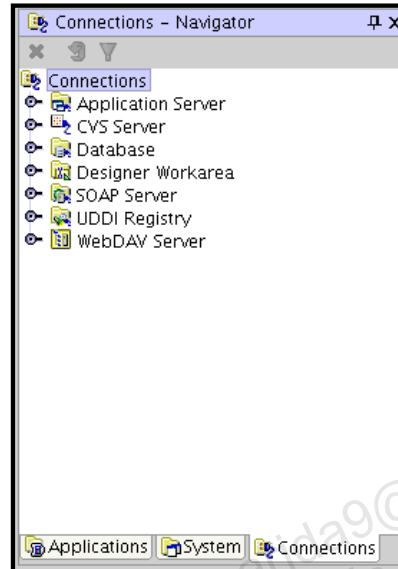 Connections - Navigator
Connections
Application Server
CVS Server
Database
Designer Workarea
SOAP Server
UDDI Registry
WebDAV Server
Applications System Connections